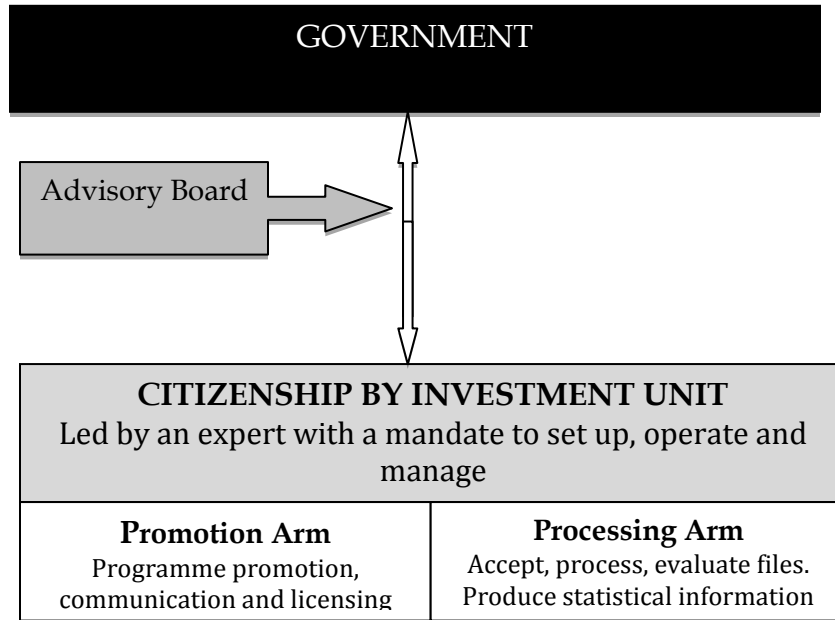 GOVERNMENT
Advisory Board
CITIZENSHIP BY INVESTMENT UNIT
Led by an expert with a mandate to set up, operate and
manage
Promotion Arm
Programme promotion,
communication and licensing
Processing Arm
Accept, process, evaluate files.
Produce statistical information